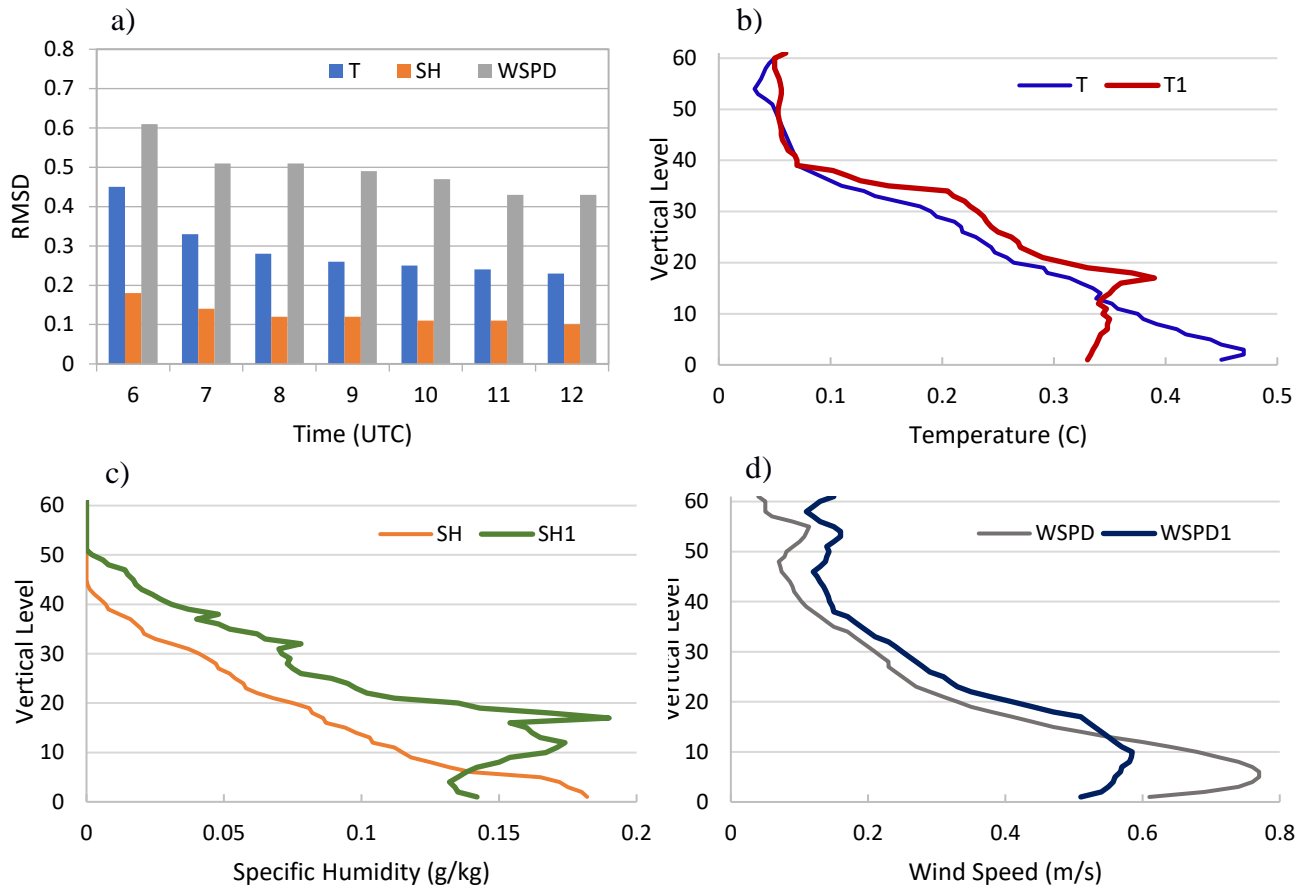 a)
0.8
0.7
0.6
0.5
0.4
0.3
0.2
0.1
0
RMSD
T SH WSPD
6 7 8 9 10 11 12
Time (UTC)
b)
60
50
40
30
20
10
0
Vertical Level
T T1
0 0.1 0.2 0.3 0.4 0.5
Temperature (C)
c)
60
50
40
30
20
10
0
Vertical Level
SH SH1
0 0.05 0.1 0.15 0.2
Specific Humidity (g/kg)
d)
60
50
40
30
20
10
0
Vertical Level
WSPD WSPD1
0 0.2 0.4 0.6 0.8
Wind Speed (m/s)